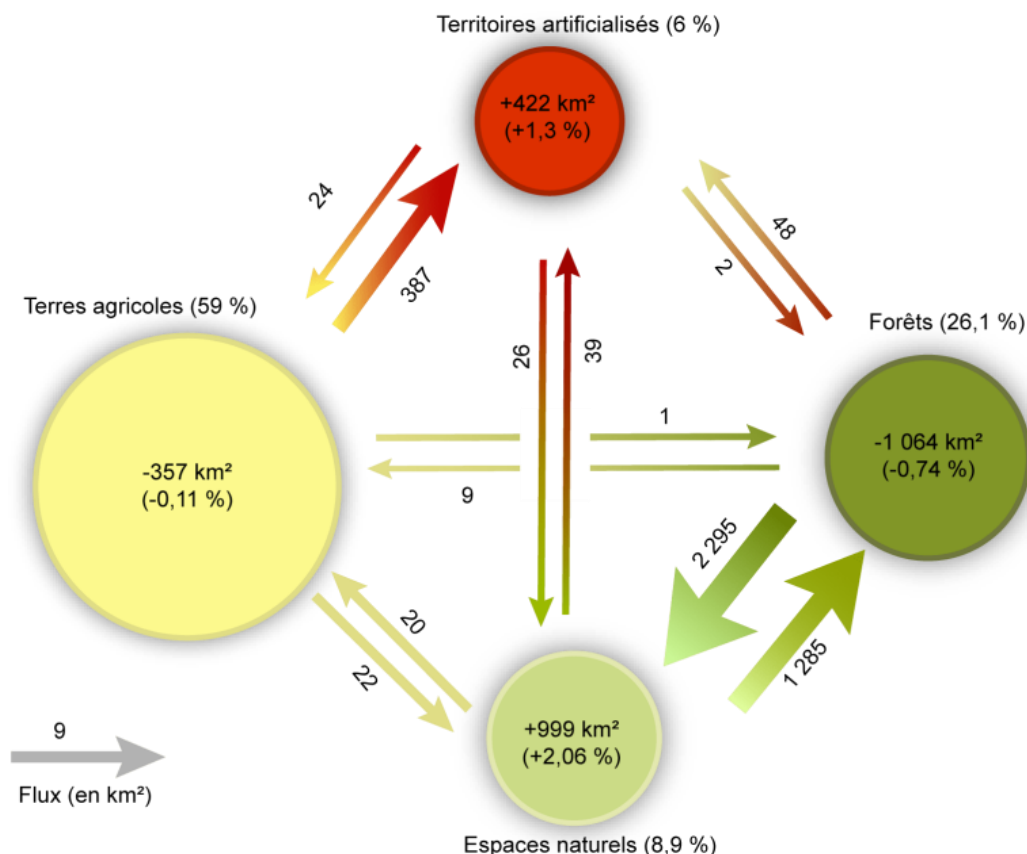 Territoires artificialisés (6 %)
+422 km²
(+1,3 %)
24
387
48
2
Terres agricoles (59 %)
Forêts (26,1 %)
26
39
1
-357 km²
(-0,11 %)
-1 064 km²
(-0,74 %)
9
2 295
1 285
20
22
9
+999 km²
(+2,06 %)
Flux (en km²)
Espaces naturels (8,9 %)